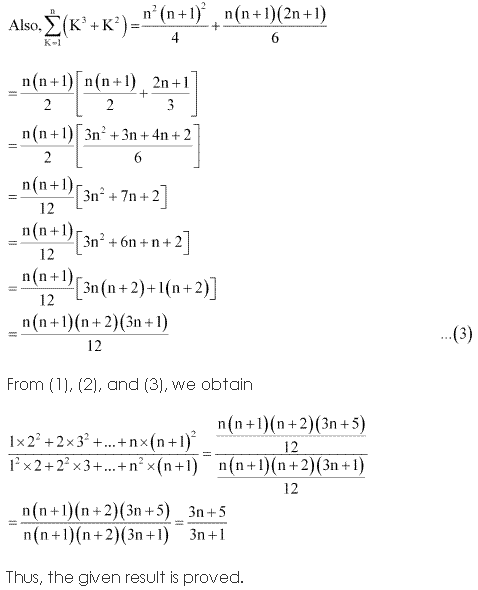 Also, ∑_{K=1}^{n} (K³ + K²) = n²(n+1)²/4 + n(n+1)(2n+1)/6
= n(n+1)/2 [n(n+1)/2 + (2n+1)/3]
= n(n+1)/2 [(3n² + 3n + 4n + 2)/6]
= n(n+1)/12 [3n² + 7n + 2]
= n(n+1)/12 [3n² + 6n + n + 2]
= n(n+1)/12 [3n(n+2) + 1(n+2)]
= n(n+1)(n+2)(3n+1)/12 ...(3)
From (1), (2), and (3), we obtain
(1×2² + 2×3² + ... + n×(n+1)²)/(1²×2 + 2²×3 + ... + n²×(n+1)) = (n(n+1)(n+2)(3n+5)/12)/(n(n+1)(n+2)(3n+1)/12)
= n(n+1)(n+2)(3n+5)/n(n+1)(n+2)(3n+1) = (3n+5)/(3n+1)
Thus, the given result is proved.